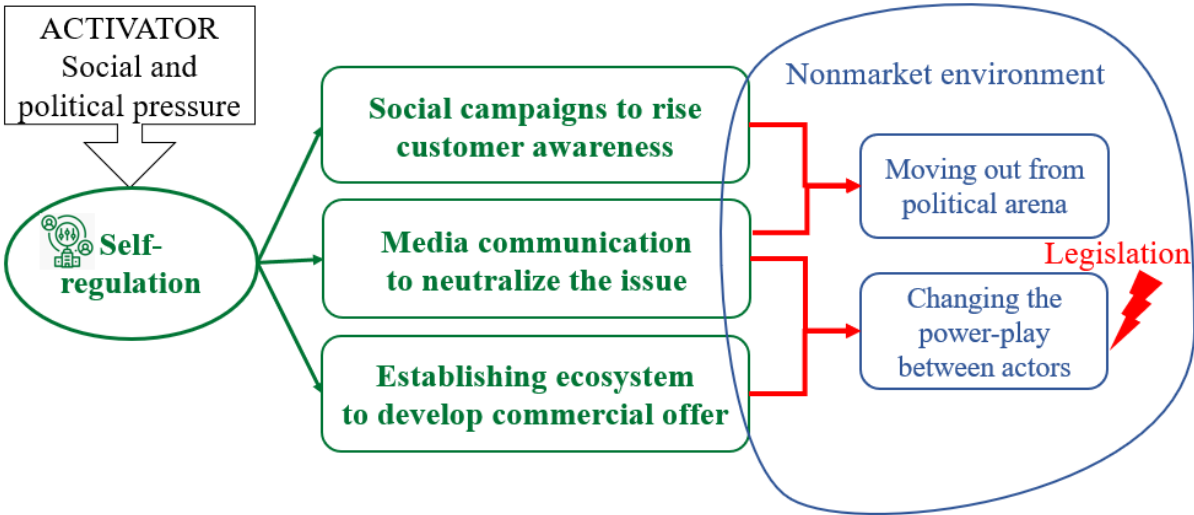 ACTIVATOR
Social and
political pressure
Self-
regulation
Social campaigns to rise
customer awareness
Media communication
to neutralize the issue
Establishing ecosystem
to develop commercial offer
Nonmarket environment
Moving out from
political arena
Legislation
Changing the
power-play
between actors